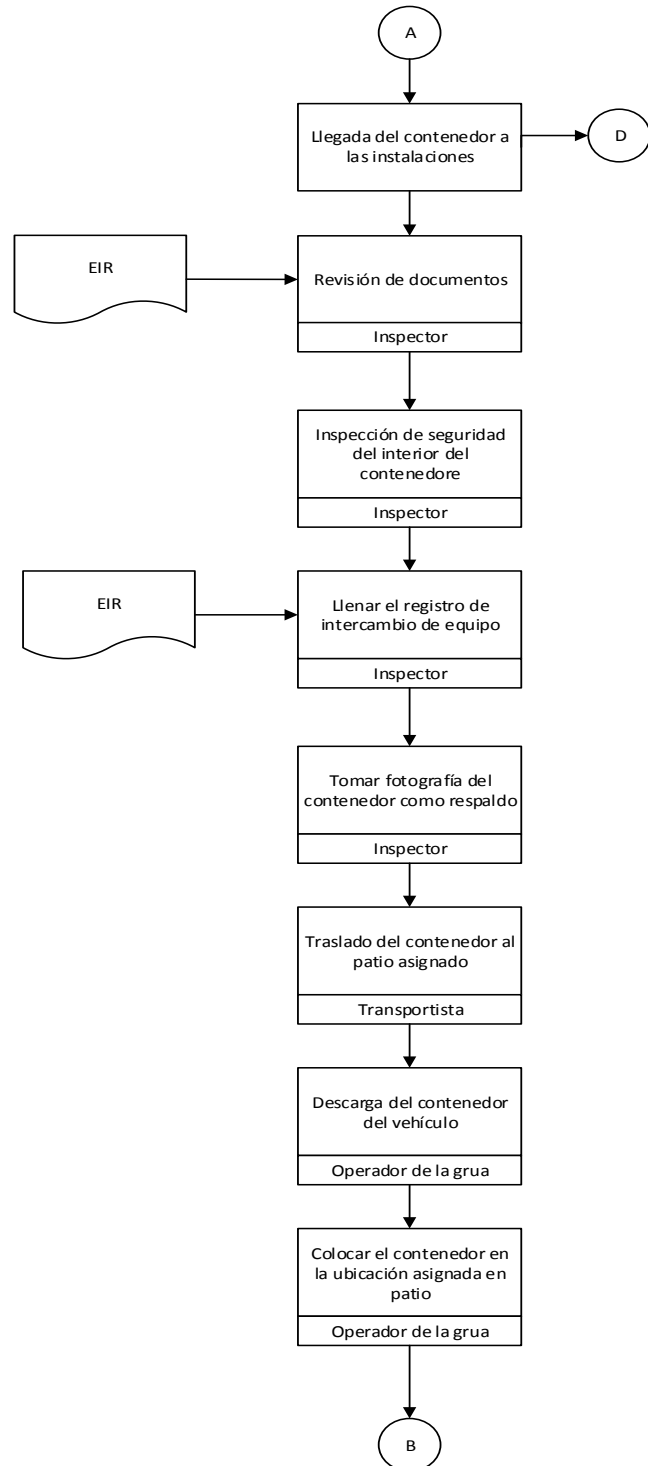 A
Llegada del contenedor a
las instalaciones
D
EIR
Revisión de documentos
Inspector
Inspección de seguridad
del interior del
contenedore
Inspector
EIR
Llenar el registro de
intercambio de equipo
Inspector
Tomar fotografía del
contenedor como respaldo
Inspector
Traslado del contenedor al
patio asignado
Transportista
Descarga del contenedor
del vehículo
Operador de la grua
Colocar el contenedor en
la ubicación asignada en
patio
Operador de la grua
B